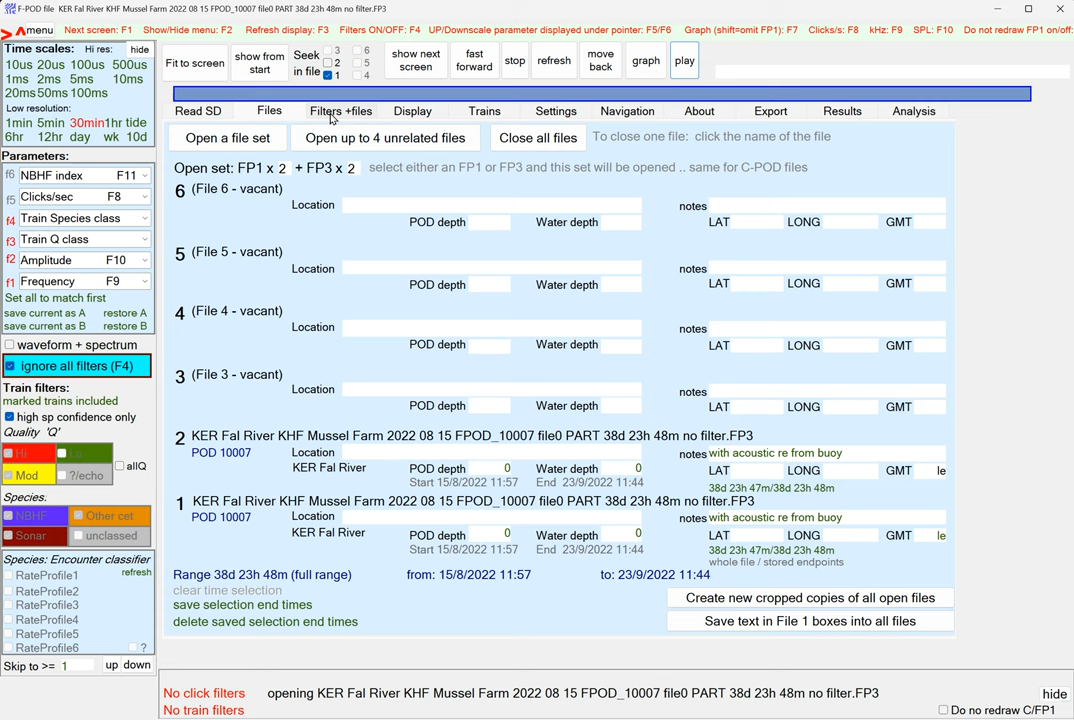 F-POD file KER Fal River KHF Mussel Farm 2022 08 15 FPOD_10007 file0 PART 38d 23h 48m no filter.FP3
menu Next screen: F1 Show/Hide menu: F2 Refresh display: F3 Filters ON/OFF: F4 UP/Downscale parameter displayed under pointer: F5/F6 Graph (shift=omit FP1): F7 Clicks/s: F8 kHz: F9 SPL: F10 Do not redraw FP1 on/off:
Time scales: Hi res: hide
10us 20us 100us 500us
1ms 2ms 5ms 10ms
20ms 50ms 100ms
Low resolution:
1min 5min 30min 1hr tide
6hr 12hr day wk 10d
Fit to screen
show from start
Seek in file
3 6
2 5
1 4
show next screen
fast forward
stop
refresh
move back
graph
play
Read SD Files Filters +files Display Trains Settings Navigation About Export Results Analysis
Open a file set
Open up to 4 unrelated files
Close all files
To close one file: click the name of the file
Open set: FP1 x 2 + FP3 x 2 select either an FP1 or FP3 and this set will be opened .. same for C-POD files
Parameters:
f6 NBHF index F11
f5 Clicks/sec F8
f4 Train Species class
f3 Train Q class
f2 Amplitude F10
f1 Frequency F9
Set all to match first
save current as A restore A
save current as B restore B
waveform + spectrum
ignore all filters (F4)
Train filters:
marked trains included
high sp confidence only
Quality 'Q'
Hi Lo
Mod ?/echo
allQ
Species:
NBHF Other cet
Sonar unclassed
Species: Encounter classifier
refresh
RateProfile1
RateProfile2
RateProfile3
RateProfile4
RateProfile5
RateProfile6 ?
Skip to >= 1 up down
6 (File 6 - vacant)
Location notes
POD depth Water depth LAT LONG GMT
5 (File 5 - vacant)
Location notes
POD depth Water depth LAT LONG GMT
4 (File 4 - vacant)
Location notes
POD depth Water depth LAT LONG GMT
3 (File 3 - vacant)
Location notes
POD depth Water depth LAT LONG GMT
2 KER Fal River KHF Mussel Farm 2022 08 15 FPOD_10007 file0 PART 38d 23h 48m no filter.FP3
POD 10007 Location notes with acoustic re from buoy
KER Fal River POD depth 0 Water depth 0 LAT LONG GMT le
Start 15/8/2022 11:57 End 23/9/2022 11:44 38d 23h 47m/38d 23h 48m
1 KER Fal River KHF Mussel Farm 2022 08 15 FPOD_10007 file0 PART 38d 23h 48m no filter.FP3
POD 10007 Location notes with acoustic re from buoy
KER Fal River POD depth 0 Water depth 0 LAT LONG GMT le
Start 15/8/2022 11:57 End 23/9/2022 11:44 38d 23h 47m/38d 23h 48m
whole file / stored endpoints
Range 38d 23h 48m (full range) from: 15/8/2022 11:57 to: 23/9/2022 11:44
clear time selection
save selection end times
delete saved selection end times
Create new cropped copies of all open files
Save text in File 1 boxes into all files
No click filters opening KER Fal River KHF Mussel Farm 2022 08 15 FPOD_10007 file0 PART 38d 23h 48m no filter.FP3 hide
No train filters Do no redraw C/FP1